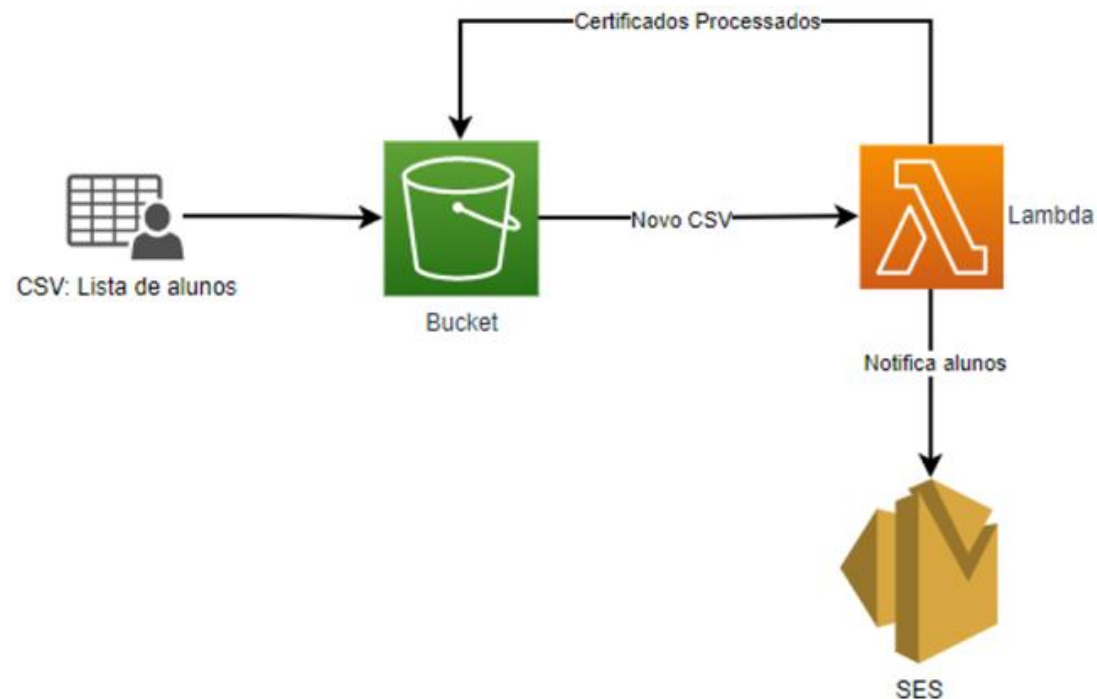 Certificados Processados
Novo CSV
Lambda
CSV: Lista de alunos
Bucket
Notifica alunos
SES